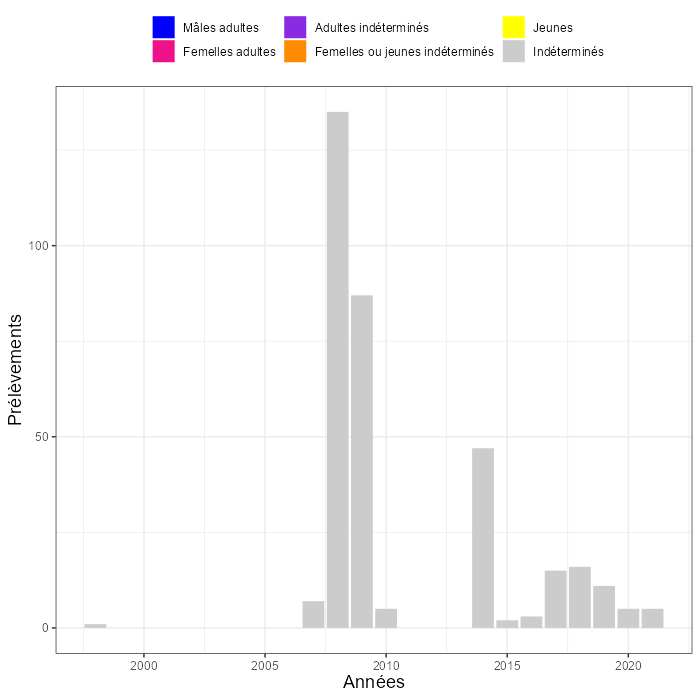 Mâles adultes
Adultes indéterminés
Jeunes
Femelles adultes
Femelles ou jeunes indéterminés
Indéterminés
Prélèvements
100
50
0
2000
2005
2010
2015
2020
Années